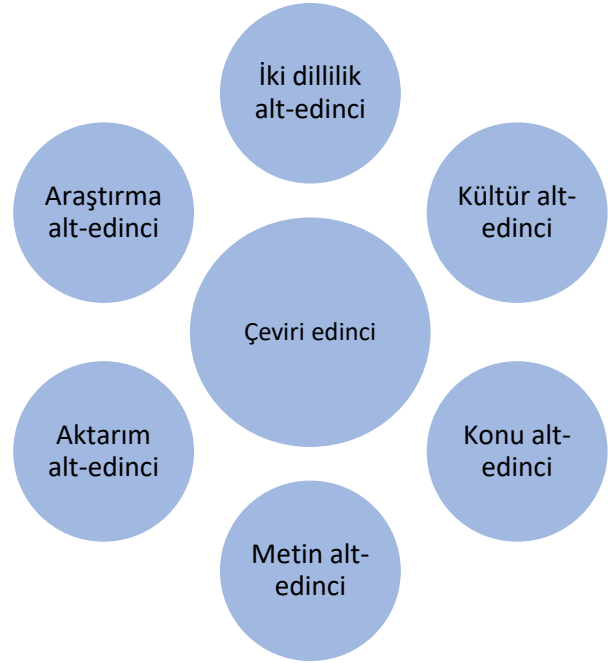 İki dillilik
alt-edinci
Kültür alt-
edinci
Konu alt-
edinci
Metin alt-
edinci
Aktarım
alt-edinci
Araştırma
alt-edinci
Çeviri edinci